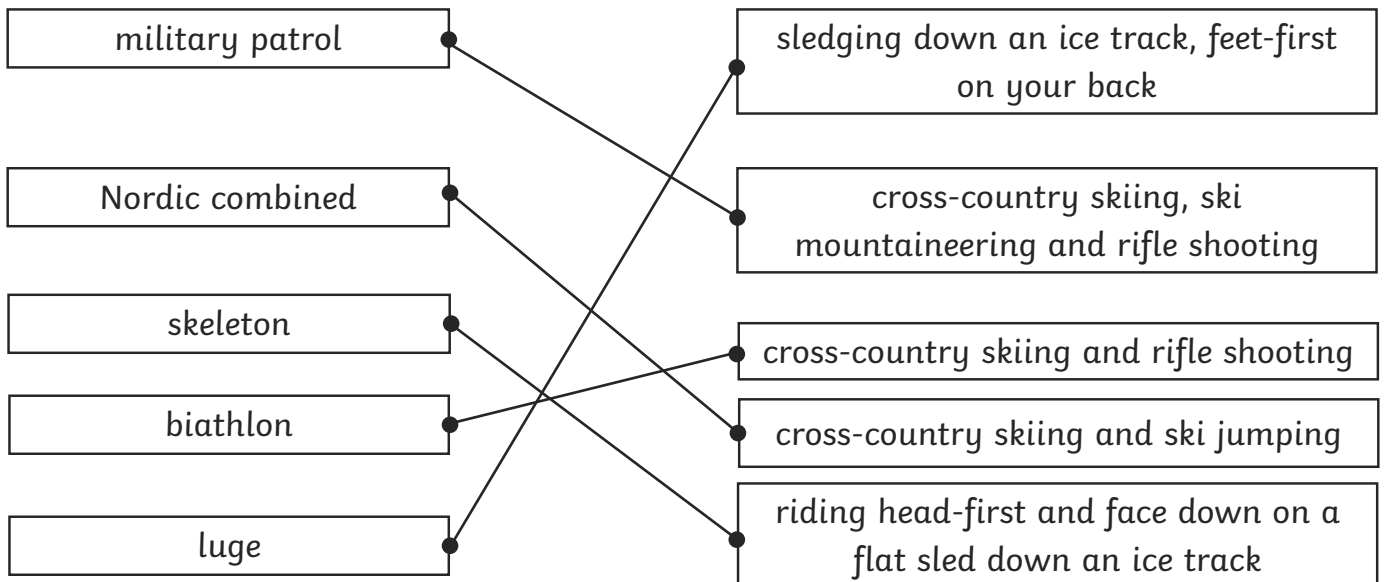 military patrol
Nordic combined
skeleton
biathlon
luge
sledging down an ice track, feet-first
on your back
cross-country skiing, ski
mountaineering and rifle shooting
cross-country skiing and rifle shooting
cross-country skiing and ski jumping
riding head-first and face down on a
flat sled down an ice track